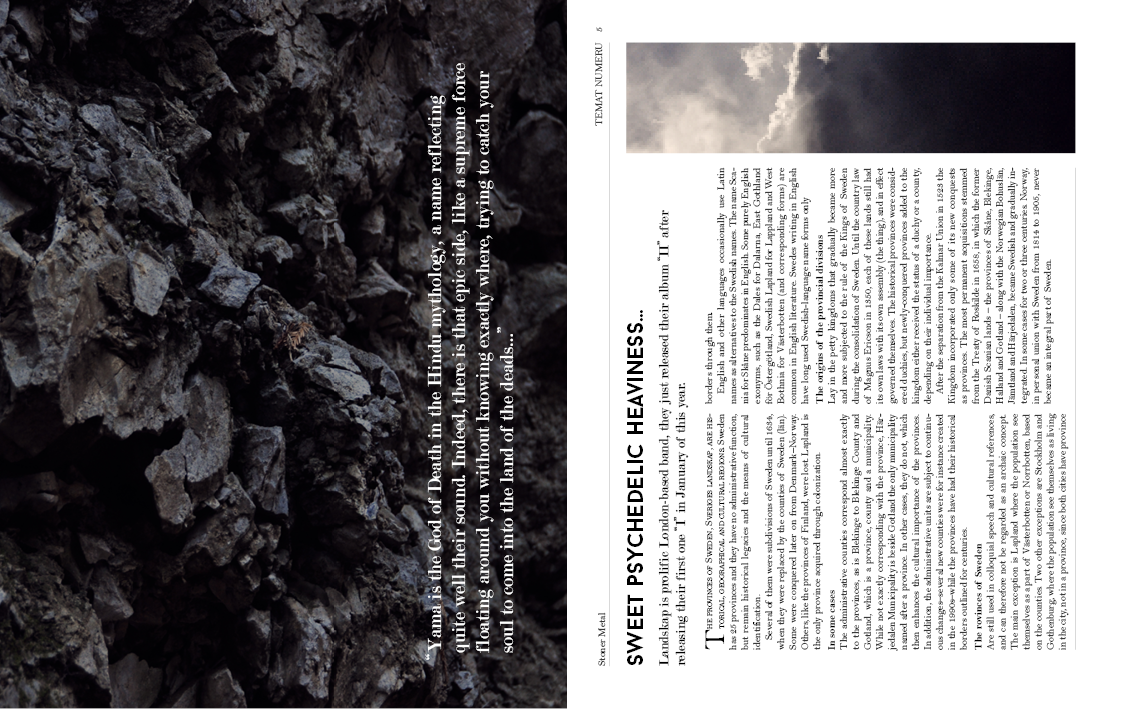 “Yama is the God of Death in the Hindu mythology, a name reflecting
quite well their sound. Indeed, there is that epic side, like a supreme force
floating around you without knowing exactly where, trying to catch your
soul to come into the land of the deads...”
Stoner Metal
TEMAT NUMERU 5
SWEET PSYCHEDELIC HEAVINESS...
Landskap is prolific London-based band, they just released their album “II” after
releasing their first one “I” in January of this year.
THE PROVINCES OF SWEDEN, SVERIGES LANDSKAP, ARE HIS-
TORICAL, GEOGRAPHICAL AND CULTURAL REGIONS. Sweden
has 25 provinces and they have no administrative function,
but remain historical legacies and the means of cultural
identification.
Several of them were subdivisions of Sweden until 1634,
when they were replaced by the counties of Sweden (län).
Some were conquered later on from Denmark–Norway.
Others, like the provinces of Finland, were lost. Lapland is
the only province acquired through colonization.
In some cases
The administrative counties correspond almost exactly
to the provinces, as is Blekinge to Blekinge County and
Gotland, which is a province, county and a municipality.
While not exactly corresponding with the province, Här-
jedalen Municipality is beside Gotland the only municipality
named after a province. In other cases, they do not, which
then enhances the cultural importance of the provinces.
In addition, the administrative units are subject to continu-
ous changes–several new counties were for instance created
in the 1990s–while the provinces have had their historical
borders outlined for centuries.
The rovinces of Sweden
Are still used in colloquial speech and cultural references,
and can therefore not be regarded as an archaic concept.
The main exception is Lapland where the population see
themselves as a part of Västerbotten or Norrbotten, based
on the counties. Two other exceptions are Stockholm and
Gothenburg, where the population see themselves as living
in the city, not in a province, since both cities have province
borders through them.
English and other languages occasionally use Latin
names as alternatives to the Swedish names. The name Sca-
nia for Skåne predominates in English. Some purely English
exonyms, such as the Dales for Dalarna, East Gothland
for Östergötland, Swedish Lapland for Lappland and West
Bothnia for Västerbotten (and corresponding forms) are
common in English literature. Swedes writing in English
have long used Swedish-language name forms only
The origins of the provincial divisions
Lay in the petty kingdoms that gradually became more
and more subjected to the rule of the Kings of Sweden
during the consolidation of Sweden. Until the country law
of Magnus Ericson in 1350, each of these lands still had
its own laws with its own assembly (the thing), and in effect
governed themselves. The historical provinces were consid-
ered duchies, but newly-conquered provinces added to the
kingdom either received the status of a duchy or a county,
depending on their individual importance.
After the separation from the Kalmar Union in 1523 the
Kingdom incorporated only some of its new conquests
as provinces. The most permanent acquisitions stemmed
from the Treaty of Roskilde in 1658, in which the former
Danish Scanian lands – the provinces of Skåne, Blekinge,
Halland and Gotland – along with the Norwegian Bohuslän,
Jämtland and Härjedalen, became Swedish and gradually in-
tegrated. In some cases for two or three centuries. Norway,
in personal union with Sweden from 1814 to 1905, never
became an integral part of Sweden.